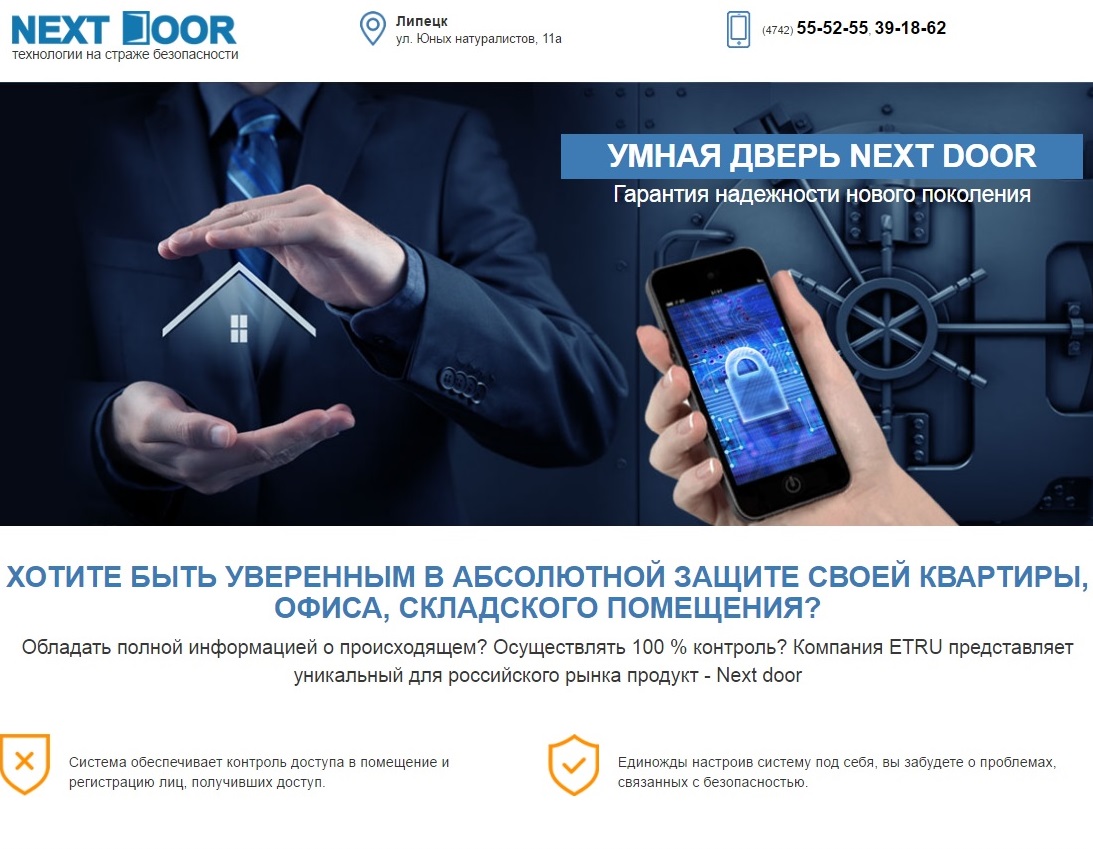 NEXT DOOR
технологии на страже безопасности
Липецк
ул. Юных натуралистов, 11а
(4742) 55-52-55, 39-18-62
УМНАЯ ДВЕРЬ NEXT DOOR
Гарантия надежности нового поколения
ХОТИТЕ БЫТЬ УВЕРЕННЫМ В АБСОЛЮТНОЙ ЗАЩИТЕ СВОЕЙ КВАРТИРЫ,
ОФИСА, СКЛАДСКОГО ПОМЕЩЕНИЯ?
Обладать полной информацией о происходящем? Осуществлять 100 % контроль? Компания ETRU представляет
уникальный для российского рынка продукт - Next door
Система обеспечивает контроль доступа в помещение и
регистрацию лиц, получивших доступ.
Единожды настроив систему под себя, вы забудете о проблемах,
связанных с безопасностью.